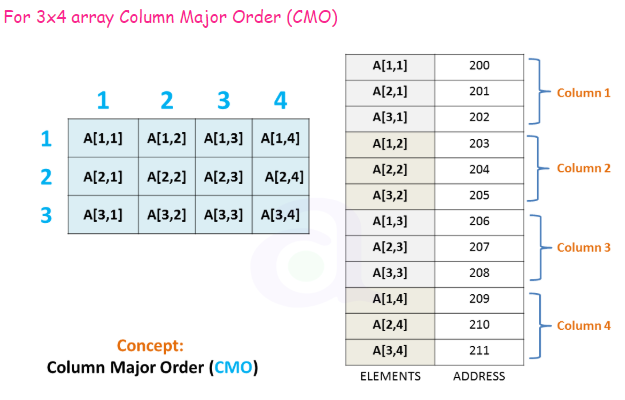 For 3x4 array Column Major Order (CMO)
1 2 3 4
1 A[1,1] A[1,2] A[1,3] A[1,4]
2 A[2,1] A[2,2] A[2,3] A[2,4]
3 A[3,1] A[3,2] A[3,3] A[3,4]
Concept:
Column Major Order (CMO)
A[1,1] 200
A[2,1] 201 Column 1
A[3,1] 202
A[1,2] 203
A[2,2] 204 Column 2
A[3,2] 205
A[1,3] 206
A[2,3] 207 Column 3
A[3,3] 208
A[1,4] 209
A[2,4] 210 Column 4
A[3,4] 211
ELEMENTS ADDRESS